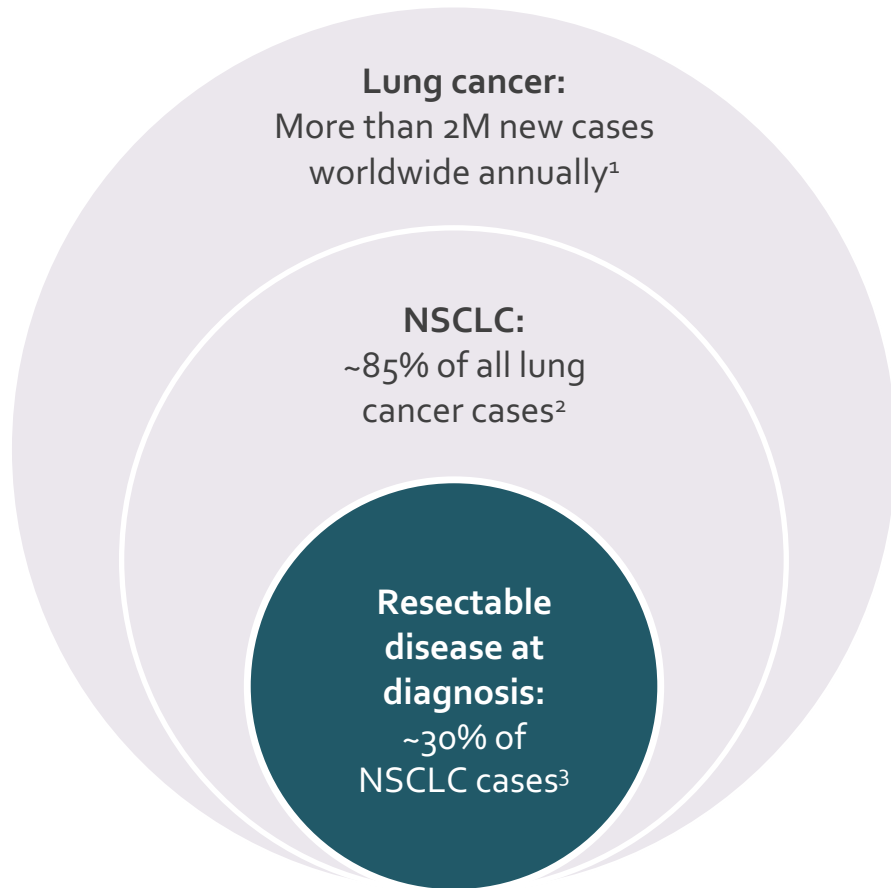 Lung cancer:
More than 2M new cases
worldwide annually¹
NSCLC:
~85% of all lung
cancer cases²
Resectable
disease at
diagnosis:
~30% of
NSCLC cases³